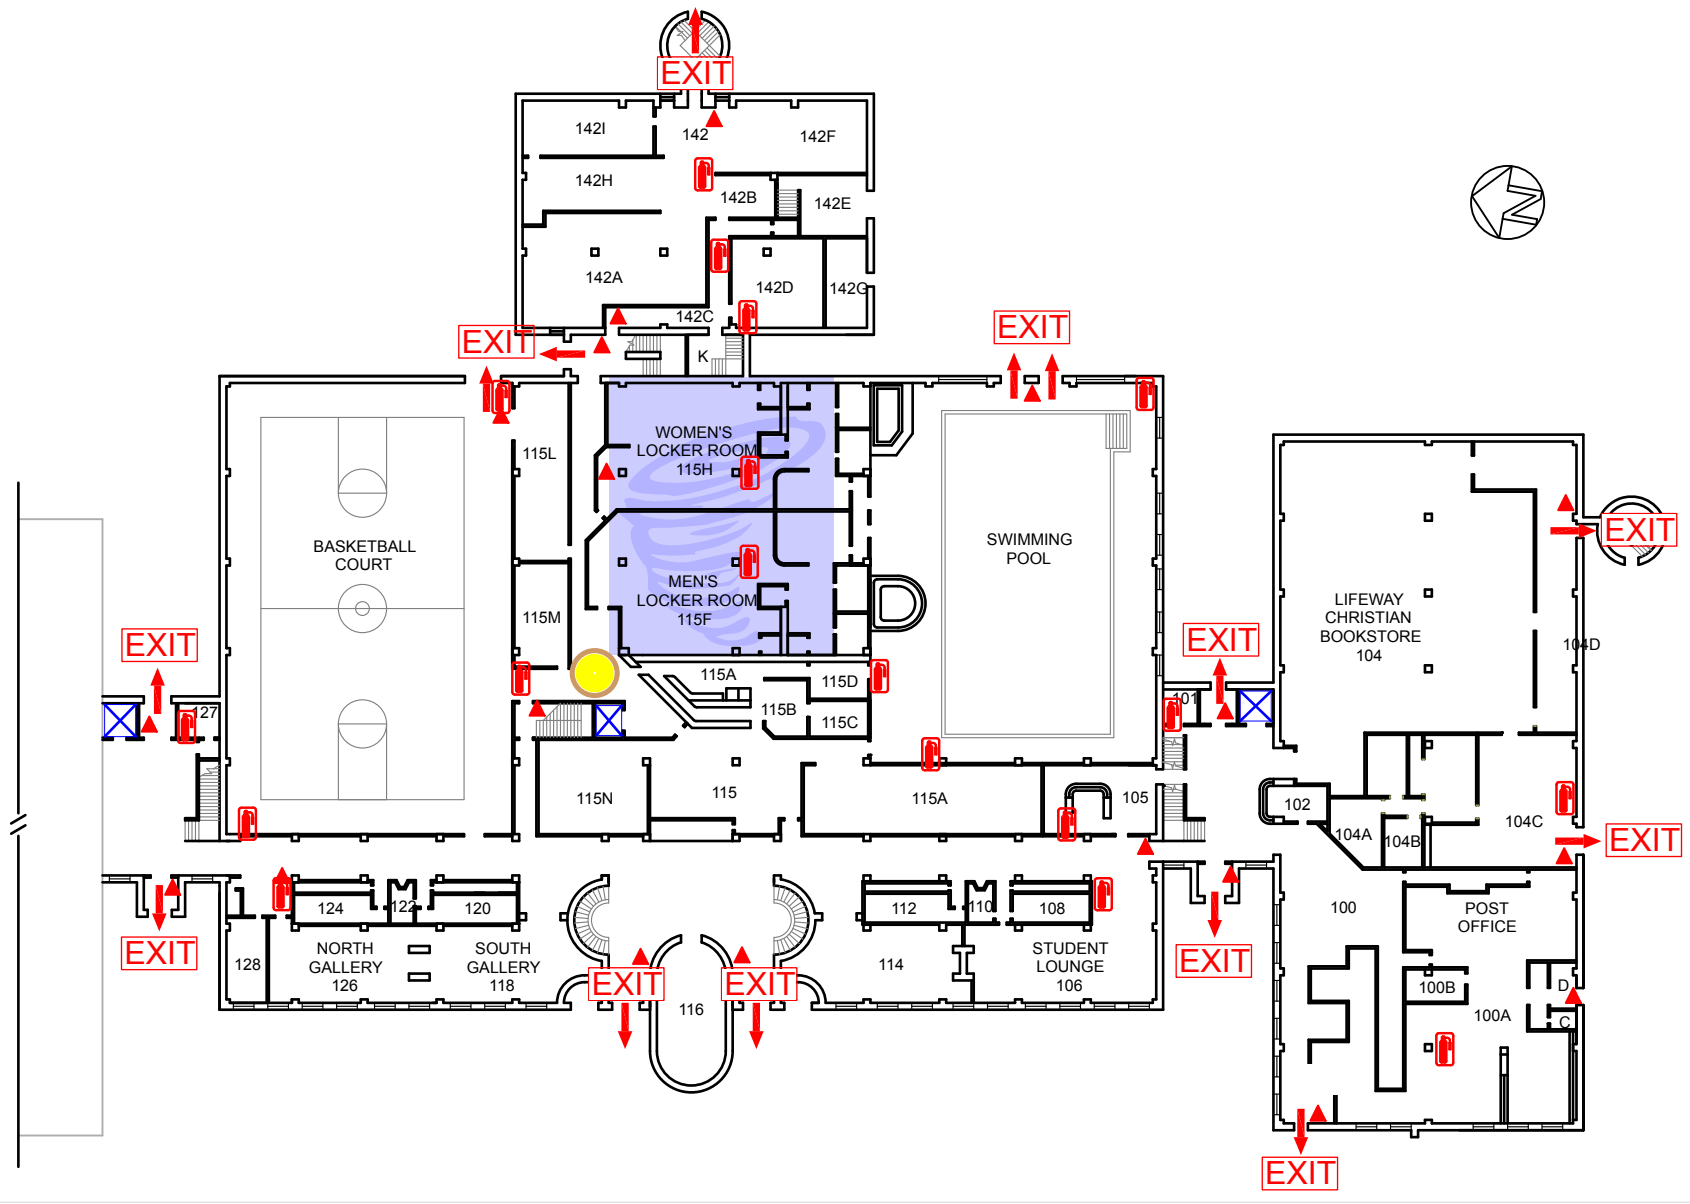 EXIT
142I
142
142F
142H
142B
142E
142A
142D
142G
142C
EXIT
EXIT
K
WOMEN'S
LOCKER ROOM
115H
115L
BASKETBALL
COURT
SWIMMING
POOL
EXIT
MEN'S
LOCKER ROOM
115F
115M
LIFEWAY
CHRISTIAN
BOOKSTORE
104
104D
EXIT
EXIT
115A
115D
127
115B
115C
101
115N
115
115A
105
102
104A
104B
104C
EXIT
124
122
120
112
110
108
100
POST
OFFICE
NORTH
GALLERY
126
SOUTH
GALLERY
118
128
114
STUDENT
LOUNGE
106
EXIT
EXIT
EXIT
EXIT
116
100B
D
100A
C
EXIT